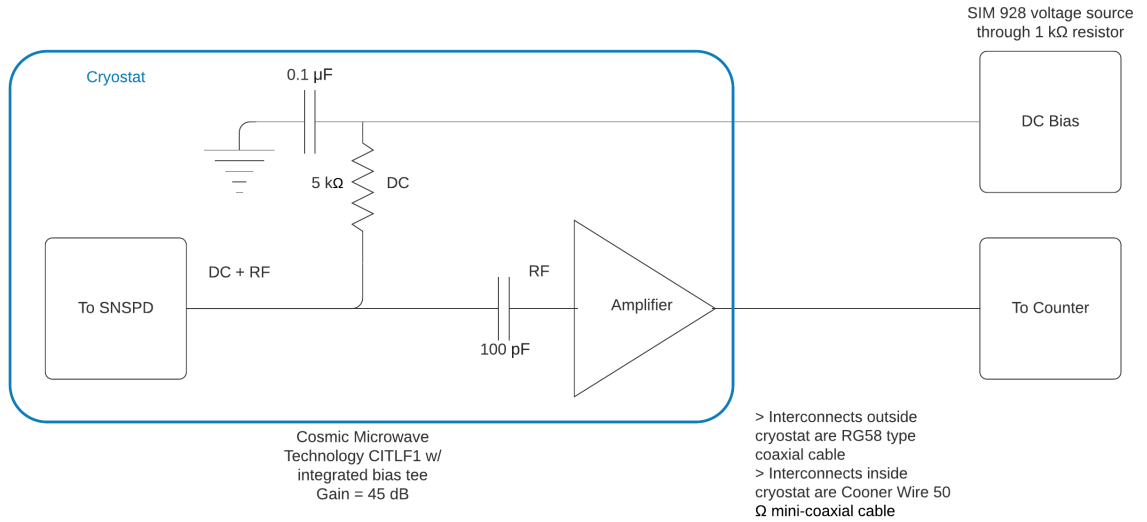 SIM 928 voltage source
through 1 kΩ resistor
Cryostat
0.1 μF
DC Bias
5 kΩ
DC
DC + RF
RF
To SNSPD
Amplifier
To Counter
100 pF
Cosmic Microwave
Technology CITLF1 w/
integrated bias tee
Gain = 45 dB
> Interconnects outside
cryostat are RG58 type
coaxial cable
> Interconnects inside
cryostat are Cooner Wire 50
Ω mini-coaxial cable